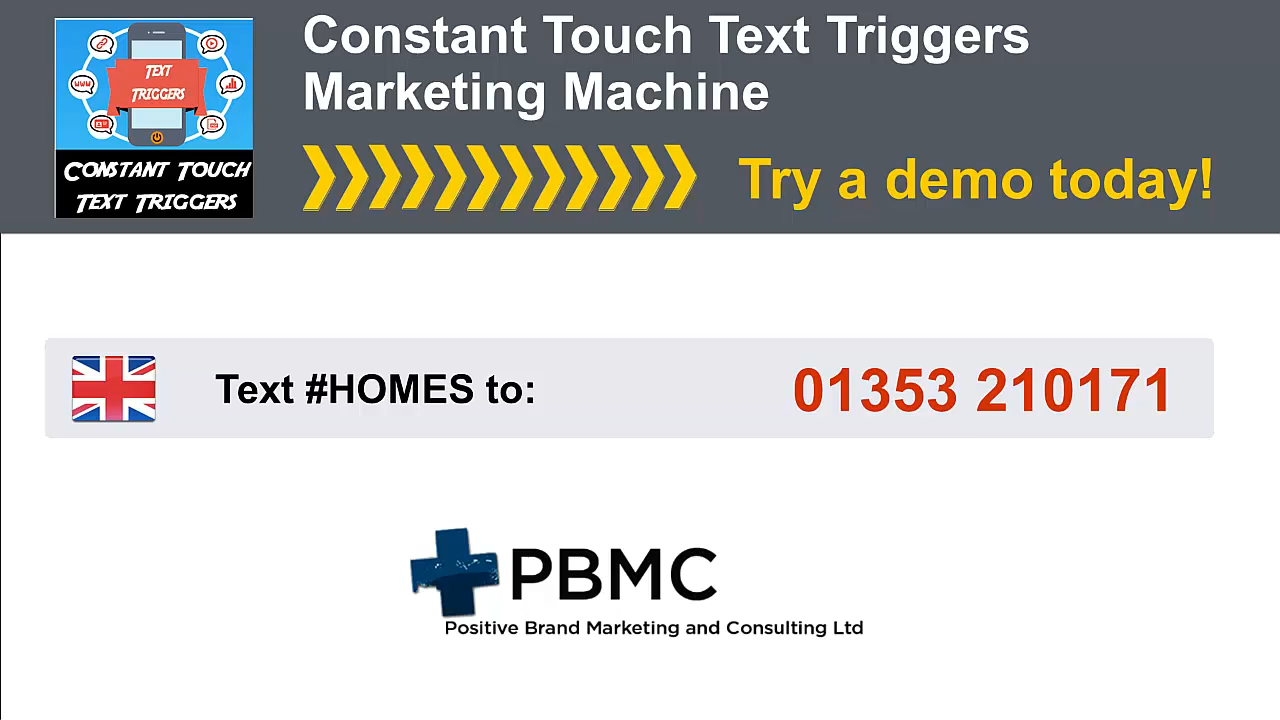 Constant Touch Text Triggers
Marketing Machine
Try a demo today!
TEXT
TRIGGERS
WWW
CONSTANT TOUCH
TEXT TRIGGERS
Text #HOMES to:
01353 210171
PBMC
Positive Brand Marketing and Consulting Ltd